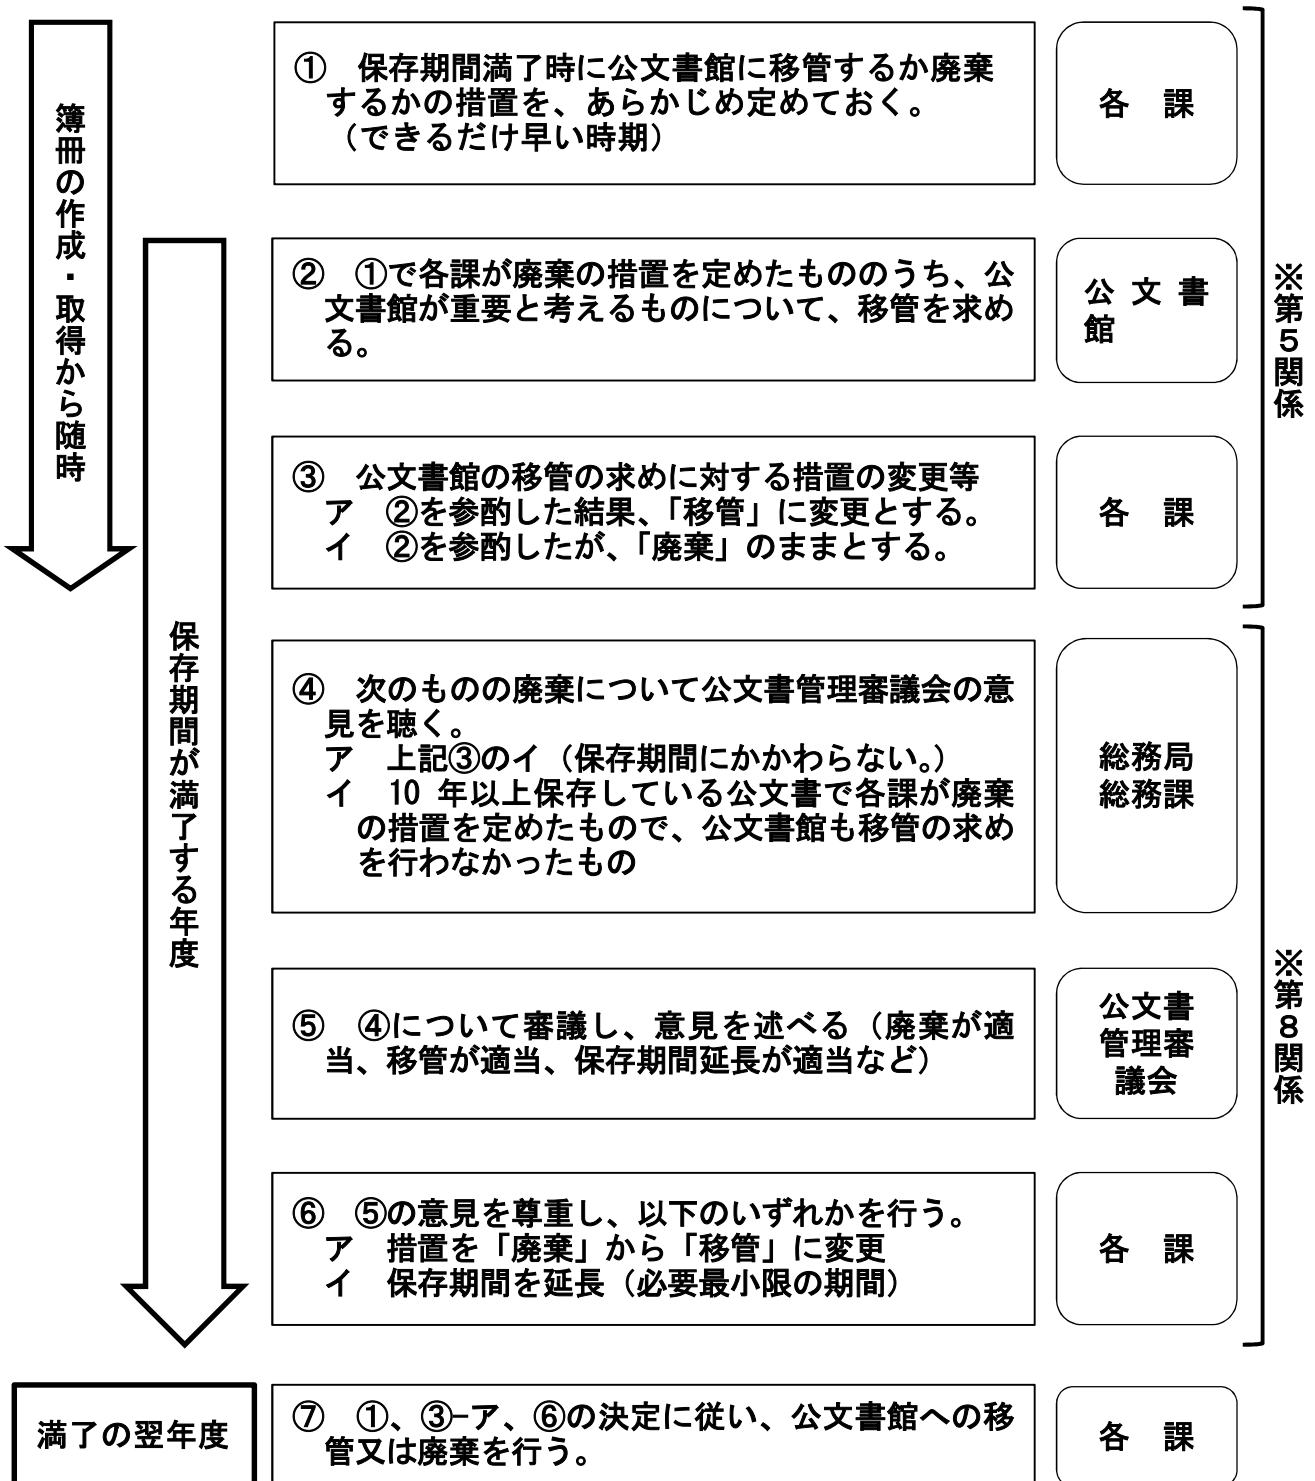 簿冊の作成・取得から随時
① 保存期間満了時に公文書館に移管するか廃棄
するかの措置を、あらかじめ定めておく。
（できるだけ早い時期）
各 課
保存期間が満了する年度
② ①で各課が廃棄の措置を定めたもののうち、公
文書館が重要と考えるものについて、移管を求め
る。
公 文 書
館
※第５関係
③ 公文書館の移管の求めに対する措置の変更等
ア ②を参酌した結果、「移管」に変更とする。
イ ②を参酌したが、「廃棄」のままとする。
各 課
④ 次のものの廃棄について公文書管理審議会の意
見を聴く。
ア 上記③のイ（保存期間にかかわらない。）
イ 10 年以上保存している公文書で各課が廃棄
の措置を定めたもので、公文書館も移管の求め
を行わなかったもの
総務局
総務課
⑤ ④について審議し、意見を述べる（廃棄が適
当、移管が適当、保存期間延長が適当など）
公文書
管理審
議会
※第８関係
⑥ ⑤の意見を尊重し、以下のいずれかを行う。
ア 措置を「廃棄」から「移管」に変更
イ 保存期間を延長（必要最小限の期間）
各 課
満了の翌年度
⑦ ①、③-ア、⑥の決定に従い、公文書館への移
管又は廃棄を行う。
各 課